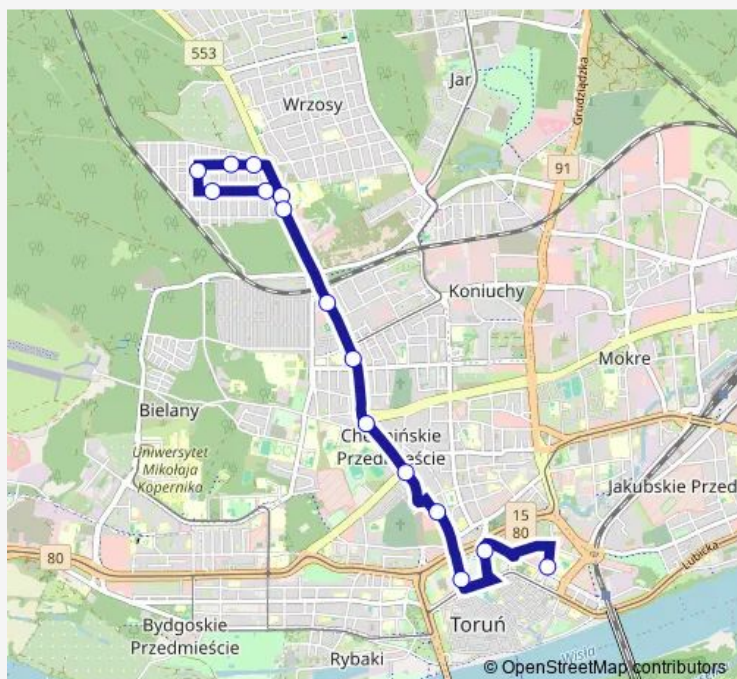 553
Wrzosy
Jar
Grudziądzka
91
Koniuchy
Mokre
Bielany
Uniwersytet
Mikołaja
Kopernika
Przedmieście
Jakubskie Przed
15
80
80
Lubicka
Bydgoskie
Przedmieście
Toruń
Rybaki
Wisła
© OpenStreetMap contributors